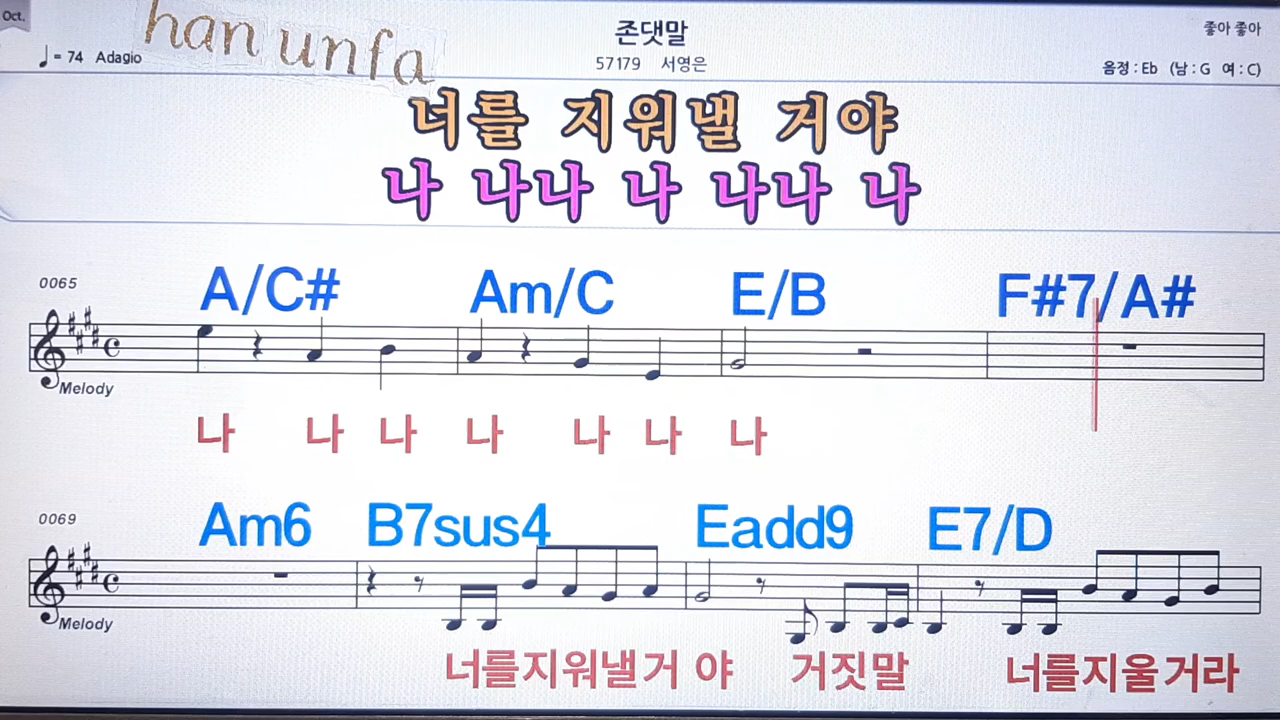 Oct.
han unfa
존댓말
좋아 좋아
♩= 74 Adagio
57179 서영은
음정 : Eb (남 : G 여 : C)
너를 지워낼 거야
나 나나 나 나나 나
0065
A/C# Am/C E/B F#7/A#
Melody
나 나 나 나 나 나 나
0069
Am6 B7sus4 Eadd9 E7/D
Melody
너를지워낼거 야 거짓말 너를지울거라